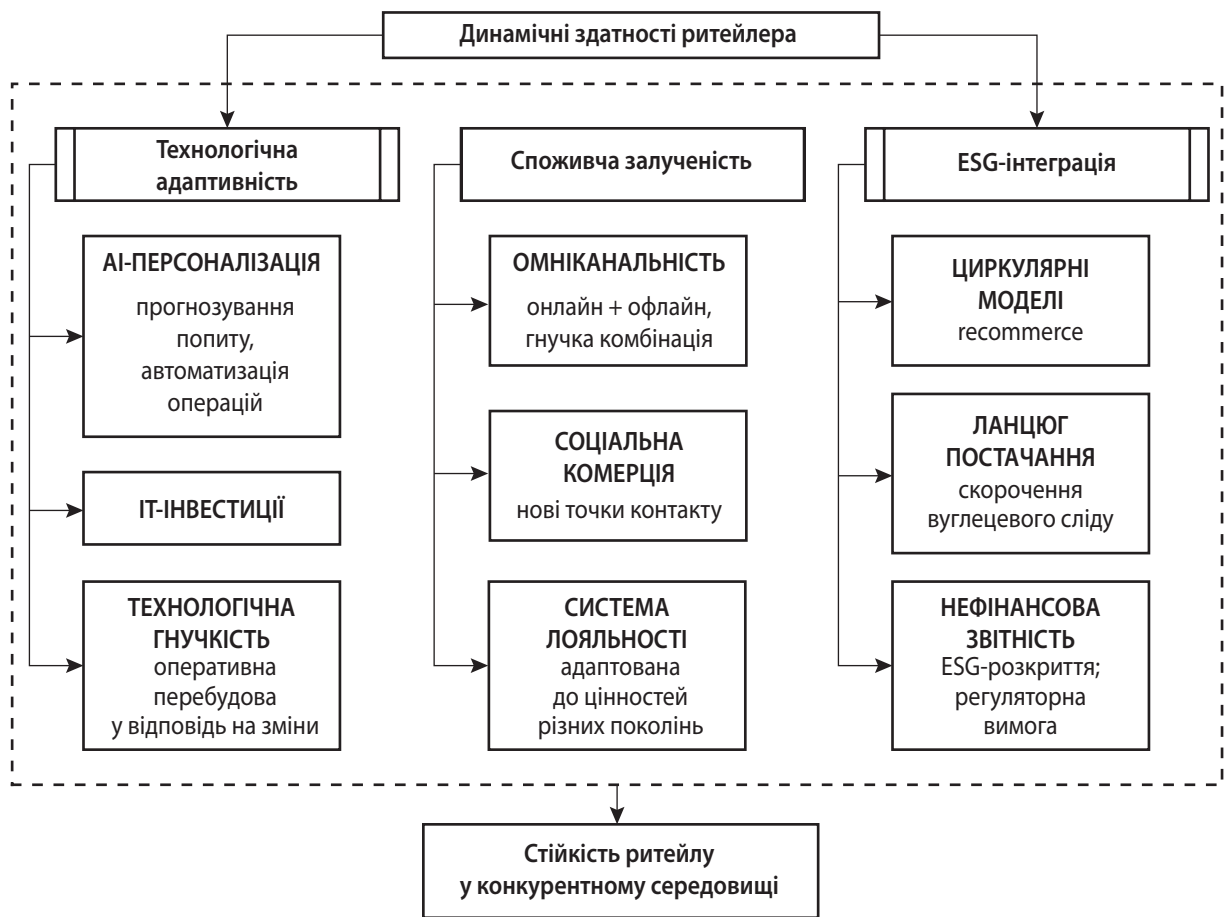 Динамічні здатності ритейлера
Технологічна
адаптивність
АІ-ПЕРСОНАЛІЗАЦІЯ
прогнозування
попиту,
автоматизація
операцій
ІТ-ІНВЕСТИЦІЇ
ТЕХНОЛОГІЧНА
ГНУЧКІСТЬ
оперативна
перебудова
у відповідь на зміни
Споживча залученість
ОМНІКАНАЛЬНІСТЬ
онлайн + офлайн,
гнучка комбінація
СОЦІАЛЬНА
КОМЕРЦІЯ
нові точки контакту
СИСТЕМА
ЛОЯЛЬНОСТІ
адаптована
до цінностей
різних поколінь
ESG-інтеграція
ЦИРКУЛЯРНІ
МОДЕЛІ
recommerce
ЛАНЦЮГ
ПОСТАЧАННЯ
скорочення
вуглецевого сліду
НЕФІНАНСОВА
ЗВІТНІСТЬ
ESG-розкриття;
регуляторна
вимога
Стійкість ритейлу
у конкурентному середовищі